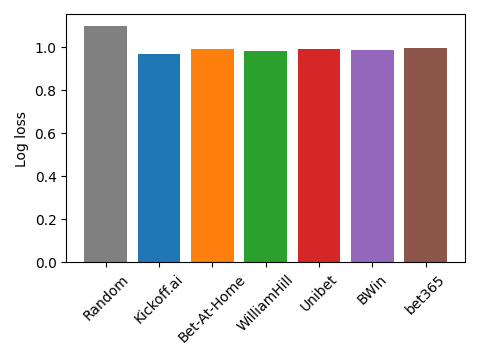 Log loss
1.0
0.8
0.6
0.4
0.2
0.0
Random
Kickoff.ai
Bet-At-Home
WilliamHill
Unibet
BWin
bet365